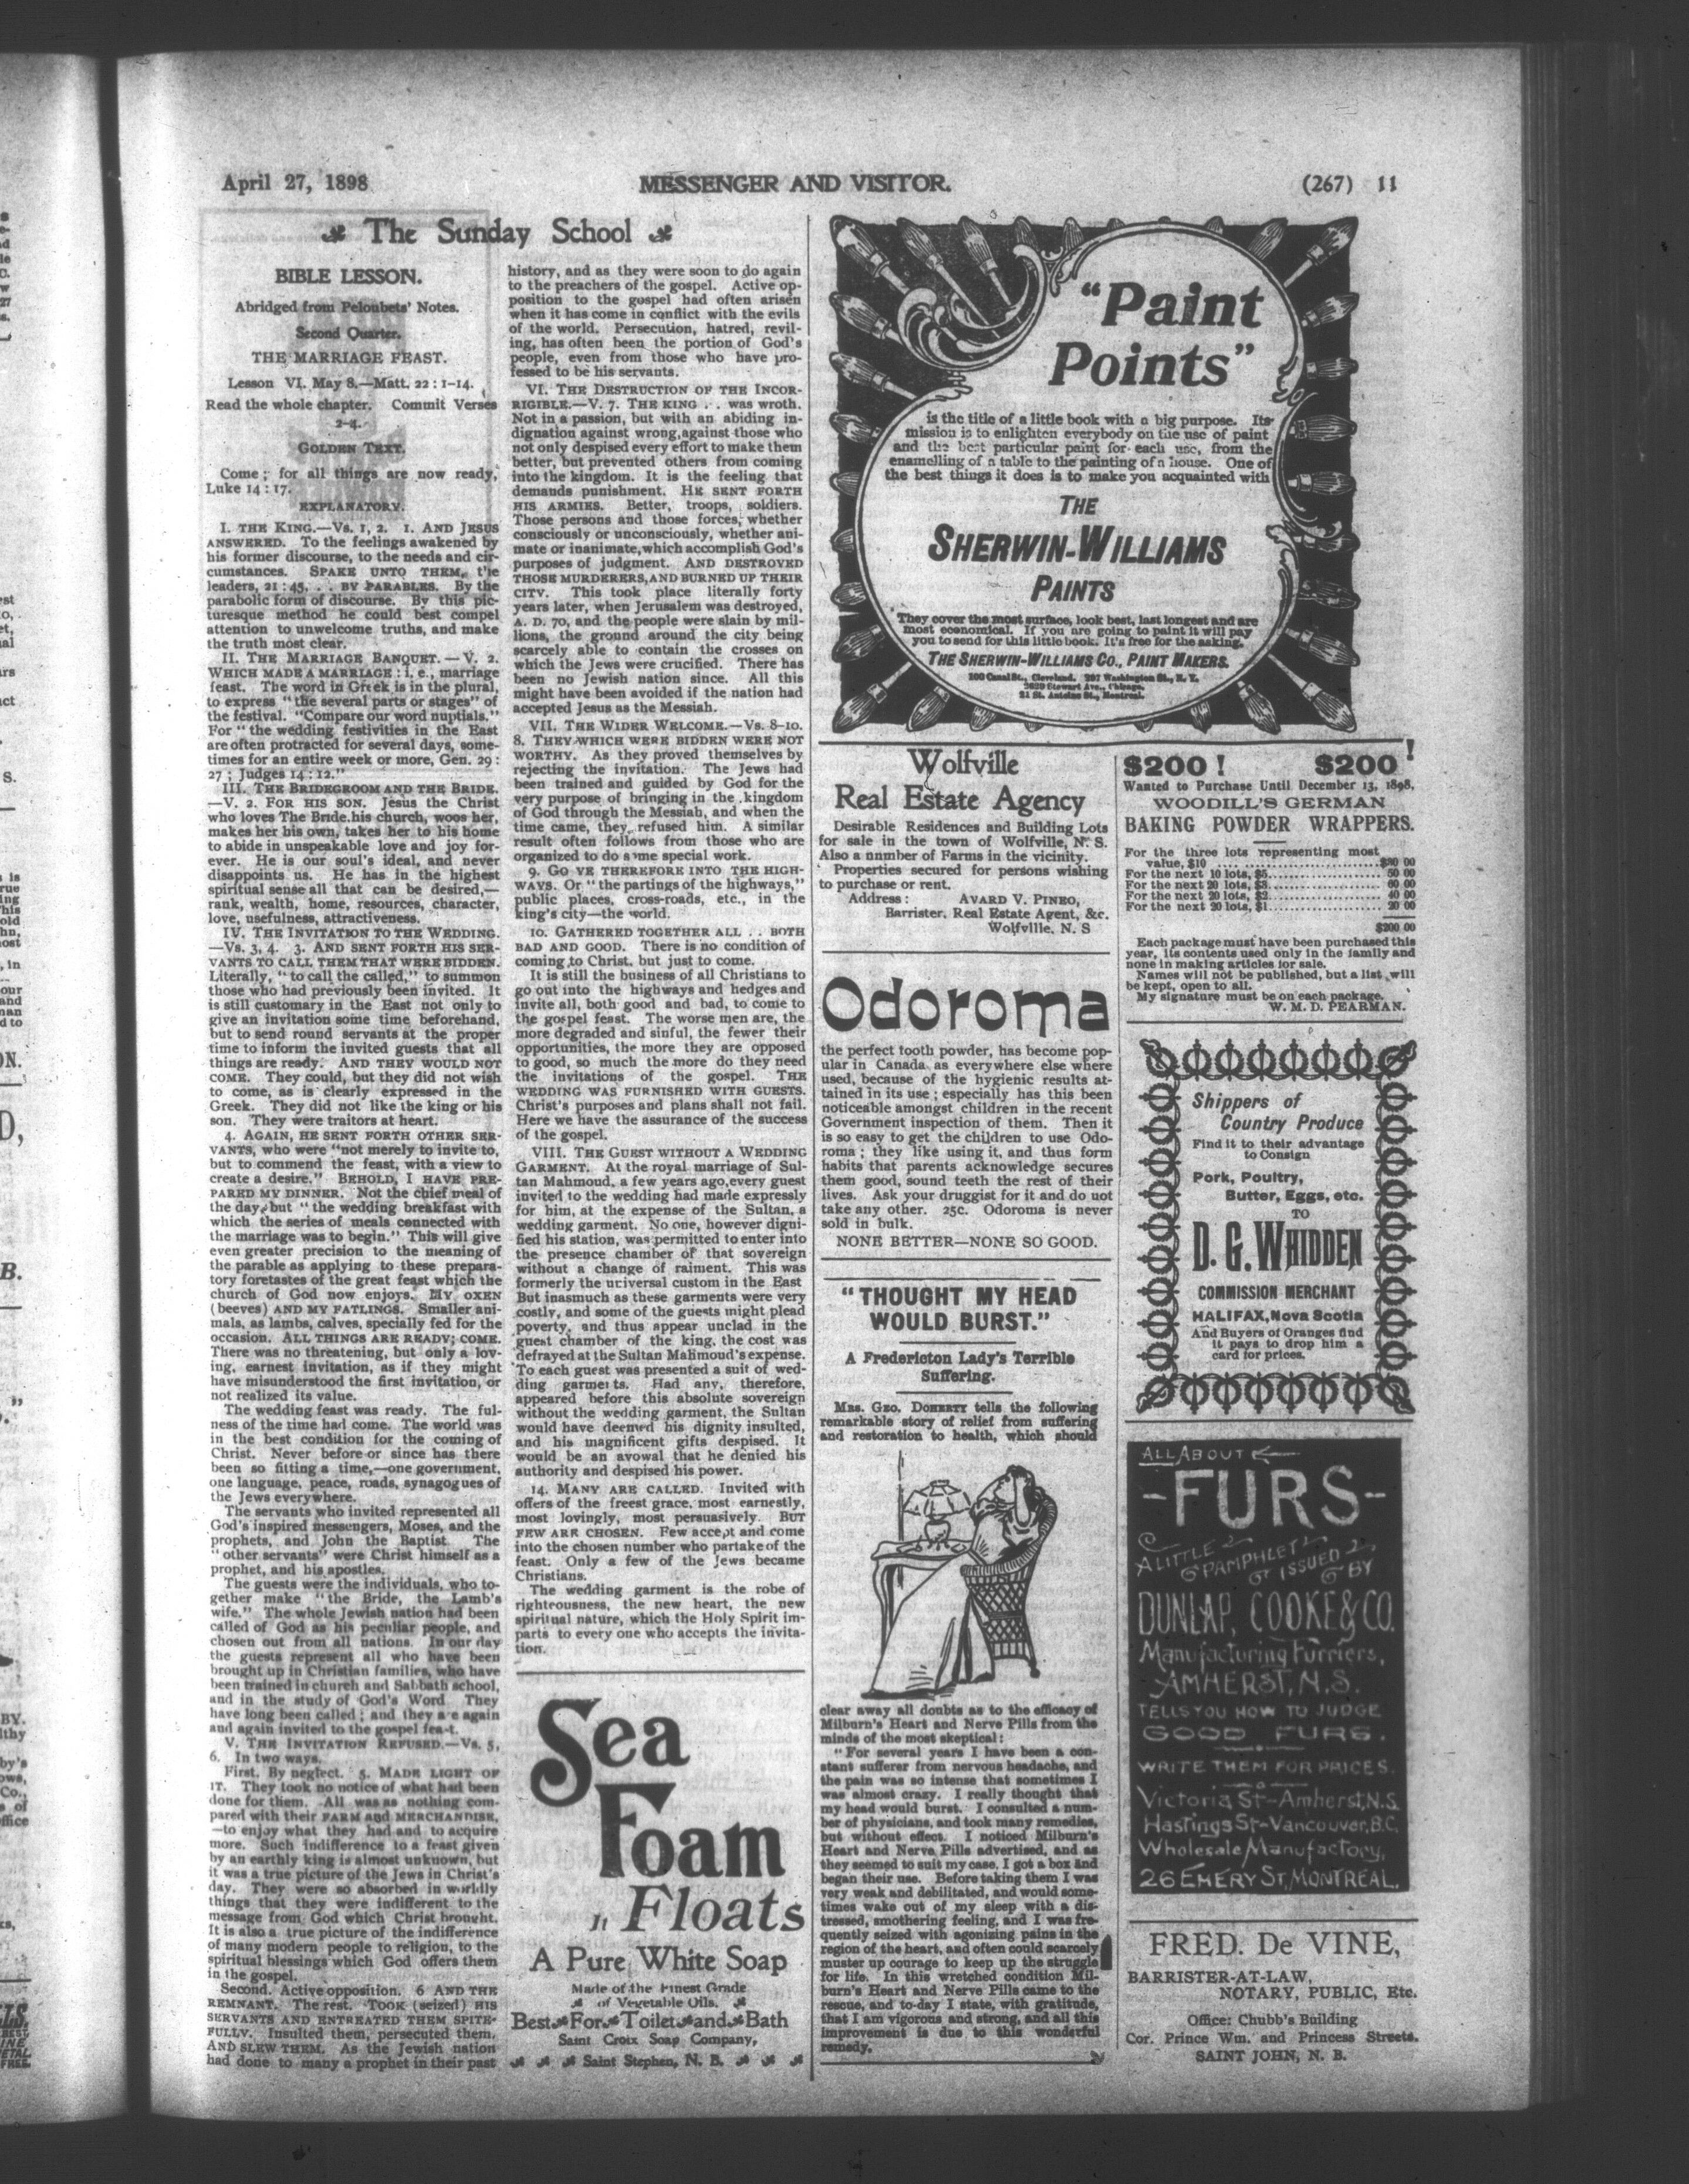 April 27, 1898
MESSENGER AND VISITOR.
(267) 11
The Sunday School
BIBLE LESSON.
Abridged from Peloubets' Notes.
Second Quarter.
THE MARRIAGE FEAST.
Lesson VI. May 8.—Matt. 22 : 1-14.
Read the whole chapter. Commit Verses
2-4.
GOLDEN TEXT.
Come ; for all things are now ready,
Luke 14 : 17.
EXPLANATORY.
I. THE KING.—Vs. 1, 2. 1. AND JESUS
ANSWERED. To the feelings awakened by
his former discourse, to the needs and cir-
cumstances. SPAKE UNTO THEM, the
leaders, 21 : 45, . . BY PARABLES. By the
parabolic form of discourse. By this pic-
turesque method he could best compel
attention to unwelcome truths, and make
the truth most clear.
II. THE MARRIAGE BANQUET. — V. 2.
WHICH MADE A MARRIAGE : i. e., marriage
feast. The word in Greek is in the plural,
to express "the several parts or stages" of
the festival. "Compare our word nuptials."
For "the wedding festivities in the East
are often protracted for several days, some-
times for an entire week or more, Gen. 29 :
27 ; Judges 14 : 12."
III. THE BRIDEGROOM AND THE BRIDE.
—V. 2. FOR HIS SON. Jesus the Christ
who loves The Bride, his church, woos her,
makes her his own, takes her to his home
to abide in unspeakable love and joy for-
ever. He is our soul's ideal, and never
disappoints us. He has in the highest
spiritual sense all that can be desired,—
rank, wealth, home, resources, character,
love, usefulness, attractiveness.
IV. THE INVITATION TO THE WEDDING.
—Vs. 3, 4. 3. AND SENT FORTH HIS SER-
VANTS TO CALL THEM THAT WERE BIDDEN.
Literally, "to call the called," to summon
those who had previously been invited. It
is still customary in the East not only to
give an invitation some time beforehand,
but to send round servants at the proper
time to inform the invited guests that all
things are ready. AND THEY WOULD NOT
COME. They could, but they did not wish
to come, as is clearly expressed in the
Greek. They did not like the king or his
son. They were traitors at heart.
4. AGAIN, HE SENT FORTH OTHER SER-
VANTS, who were "not merely to invite to,
but to commend the feast, with a view to
create a desire." BEHOLD, I HAVE PRE-
PARED MY DINNER. Not the chief meal of
the day, but "the wedding breakfast with
which the series of meals connected with
the marriage was to begin." This will give
even greater precision to the meaning of
the parable as applying to these prepara-
tory foretastes of the great feast which the
church of God now enjoys. MY OXEN
(beeves) AND MY FATLINGS. Smaller ani-
mals, as lambs, calves, specially fed for the
occasion. ALL THINGS ARE READY; COME.
There was no threatening, but only a lov-
ing, earnest invitation, as if they might
have misunderstood the first invitation, or
not realized its value.
The wedding feast was ready. The ful-
ness of the time had come. The world was
in the best condition for the coming of
Christ. Never before or since has there
been so fitting a time,—one government,
one language, peace, roads, synagogues of
the Jews everywhere.
The servants who invited represented all
God's inspired messengers, Moses, and the
prophets, and John the Baptist. The
"other servants" were Christ himself as a
prophet, and his apostles.
The guests were the individuals, who to-
gether make "the Bride, the Lamb's
wife." The whole Jewish nation had been
called of God as his peculiar people, and
chosen out from all nations. In our day
the guests represent all who have been
brought up in Christian families, who have
been trained in church and Sabbath school,
and in the study of God's Word They
have long been called ; and they are again
and again invited to the gospel feast.
V. THE INVITATION REFUSED.—Vs. 5,
6. In two ways.
First. By neglect. 5. MADE LIGHT OF
IT. They took no notice of what had been
done for them. All was as nothing com-
pared with their FARM and MERCHANDISE,
—to enjoy what they had and to acquire
more. Such indifference to a feast given
by an earthly king is almost unknown, but
it was a true picture of the Jews in Christ's
day. They were so absorbed in worldly
things that they were indifferent to the
message from God which Christ brought.
It is also a true picture of the indifference
of many modern people to religion, to the
spiritual blessings which God offers them
in the gospel.
Second. Active opposition. 6 AND THE
REMNANT. The rest. TOOK (seized) HIS
SERVANTS AND ENTREATED THEM SPITE-
FULLY. Insulted them, persecuted them.
AND SLEW THEM. As the Jewish nation
had done to many a prophet in their past
history, and as they were soon to do again
to the preachers of the gospel. Active op-
position to the gospel had often arisen
when it has come in conflict with the evils
of the world. Persecution, hatred, revil-
ing, has often been the portion of God's
people, even from those who have pro-
fessed to be his servants.
VI. THE DESTRUCTION OF THE INCOR-
RIGIBLE.—V. 7. THE KING . . was wroth.
Not in a passion, but with an abiding in-
dignation against wrong, against those who
not only despised every effort to make them
better, but prevented others from coming
into the kingdom. It is the feeling that
demands punishment. HE SENT FORTH
HIS ARMIES. Better, troops, soldiers.
Those persons and those forces, whether
consciously or unconsciously, whether ani-
mate or inanimate, which accomplish God's
purposes of judgment. AND DESTROYED
THOSE MURDERERS, AND BURNED UP THEIR
CITY. This took place literally forty
years later, when Jerusalem was destroyed,
A. D. 70, and the people were slain by mil-
lions, the ground around the city being
scarcely able to contain the crosses on
which the Jews were crucified. There has
been no Jewish nation since. All this
might have been avoided if the nation had
accepted Jesus as the Messiah.
VII. THE WIDER WELCOME.—Vs. 8-10.
8. THEY WHICH WERE BIDDEN WERE NOT
WORTHY. As they proved themselves by
rejecting the invitation. The Jews had
been trained and guided by God for the
very purpose of bringing in the kingdom
of God through the Messiah, and when the
time came, they refused him. A similar
result often follows from those who are
organized to do some special work.
9. GO YE THEREFORE INTO THE HIGH-
WAYS. Or "the partings of the highways,"
public places, cross-roads, etc., in the
king's city—the world.
10. GATHERED TOGETHER ALL . . BOTH
BAD AND GOOD. There is no condition of
coming to Christ, but just to come.
It is still the business of all Christians to
go out into the highways and hedges and
invite all, both good and bad, to come to
the gospel feast. The worse men are, the
more degraded and sinful, the fewer their
opportunities, the more they are opposed
to good, so much the more do they need
the invitations of the gospel. THE
WEDDING WAS FURNISHED WITH GUESTS.
Christ's purposes and plans shall not fail.
Here we have the assurance of the success
of the gospel.
VIII. THE GUEST WITHOUT A WEDDING
GARMENT. At the royal marriage of Sul-
tan Mahmoud, a few years ago, every guest
invited to the wedding had made expressly
for him, at the expense of the Sultan, a
wedding garment. No one, however digni-
fied his station, was permitted to enter into
the presence chamber of that sovereign
without a change of raiment. This was
formerly the universal custom in the East
But inasmuch as these garments were very
costly, and some of the guests might plead
poverty, and thus appear unclad in the
guest chamber of the king, the cost was
defrayed at the Sultan Mahmoud's expense.
To each guest was presented a suit of wed-
ding garments. Had any, therefore,
appeared before this absolute sovereign
without the wedding garment, the Sultan
would have deemed his dignity insulted,
and his magnificent gifts despised. It
would be an avowal that he denied his
authority and despised his power.
14. MANY ARE CALLED. Invited with
offers of the freest grace, most earnestly,
most lovingly, most persuasively. BUT
FEW ARE CHOSEN. Few accept and come
into the chosen number who partake of the
feast. Only a few of the Jews became
Christians.
The wedding garment is the robe of
righteousness, the new heart, the new
spiritual nature, which the Holy Spirit im-
parts to every one who accepts the invita-
tion.
Sea
Foam
It Floats
A Pure White Soap
Made of the Finest Grade
of Vegetable Oils.
Best For Toilet and Bath
Saint Croix Soap Company,
Saint Stephen, N. B.
"Paint
Points"
is the title of a little book with a big purpose. Its
mission is to enlighten everybody on the use of paint
and the best particular paint for each use, from the
enamelling of a table to the painting of a house. One of
the best things it does is to make you acquainted with
THE
SHERWIN-WILLIAMS
PAINTS
They cover the most surface, look best, last longest and are
most economical. If you are going to paint it will pay
you to send for this little book. It's free for the asking.
THE SHERWIN-WILLIAMS CO., PAINT MAKERS.
100 Canal St., Cleveland. 297 Washington St., N. Y.
2629 Stewart Ave., Chicago.
21 St. Antoine St., Montreal.
Wolfville
Real Estate Agency
Desirable Residences and Building Lots
for sale in the town of Wolfville, N. S.
Also a number of Farms in the vicinity.
Properties secured for persons wishing
to purchase or rent.
Address : AVARD V. PINEO,
Barrister, Real Estate Agent, &c.
Wolfville, N. S
Odoroma
the perfect tooth powder, has become pop-
ular in Canada as everywhere else where
used, because of the hygienic results at-
tained in its use ; especially has this been
noticeable amongst children in the recent
Government inspection of them. Then it
is so easy to get the children to use Odo-
roma ; they like using it, and thus form
habits that parents acknowledge secures
them good, sound teeth the rest of their
lives. Ask your druggist for it and do not
take any other. 25c. Odoroma is never
sold in bulk.
NONE BETTER—NONE SO GOOD.
"THOUGHT MY HEAD
WOULD BURST."
A Fredericton Lady's Terrible
Suffering.
MRS. GEO. DOHERTY tells the following
remarkable story of relief from suffering
and restoration to health, which should
clear away all doubts as to the efficacy of
Milburn's Heart and Nerve Pills from the
minds of the most skeptical :
"For several years I have been a con-
stant sufferer from nervous headache, and
the pain was so intense that sometimes I
was almost crazy. I really thought that
my head would burst. I consulted a num-
ber of physicians, and took many remedies,
but without effect. I noticed Milburn's
Heart and Nerve Pills advertised, and as
they seemed to suit my case, I got a box and
began their use. Before taking them I was
very weak and debilitated, and would some-
times wake out of my sleep with a dis-
tressed, smothering feeling, and I was fre-
quently seized with agonizing pains in the
region of the heart, and often could scarcely
muster up courage to keep up the struggle
for life. In this wretched condition Mil-
burn's Heart and Nerve Pills came to the
rescue, and to-day I state, with gratitude,
that I am vigorous and strong, and all this
improvement is due to this wonderful
remedy.
$200 ! $200 !
Wanted to Purchase Until December 13, 1898,
WOODILL'S GERMAN
BAKING POWDER WRAPPERS.
For the three lots representing most
value, $10 .... $30 00
For the next 10 lots, $5.... 50 00
For the next 20 lots, $3.... 60 00
For the next 20 lots, $2.... 40 00
For the next 20 lots, $1.... 20 00
$200 00
Each package must have been purchased this
year, its contents used only in the family and
none in making articles for sale.
Names will not be published, but a list will
be kept, open to all.
My signature must be on each package.
W. M. D. PEARMAN.
Shippers of
Country Produce
Find it to their advantage
to Consign
Pork, Poultry,
Butter, Eggs, etc.
TO
D. G. WHIDDEN
COMMISSION MERCHANT
HALIFAX, Nova Scotia
And Buyers of Oranges find
it pays to drop him a
card for prices.
ALL ABOUT
-FURS-
A LITTLE
PAMPHLET ISSUED
BY
DUNLAP, COOKE & CO.
Manufacturing Furriers,
AMHERST, N.S.
TELLS YOU HOW TO JUDGE
GOOD FURS.
WRITE THEM FOR PRICES.
Victoria St-Amherst, N.S.
Hastings St-Vancouver, B.C.
Wholesale Manufactory,
26 EMERY ST, MONTREAL.
FRED. De VINE,
BARRISTER-AT-LAW,
NOTARY, PUBLIC, Etc.
Office: Chubb's Building
Cor. Prince Wm. and Princess Streets.
SAINT JOHN, N. B.